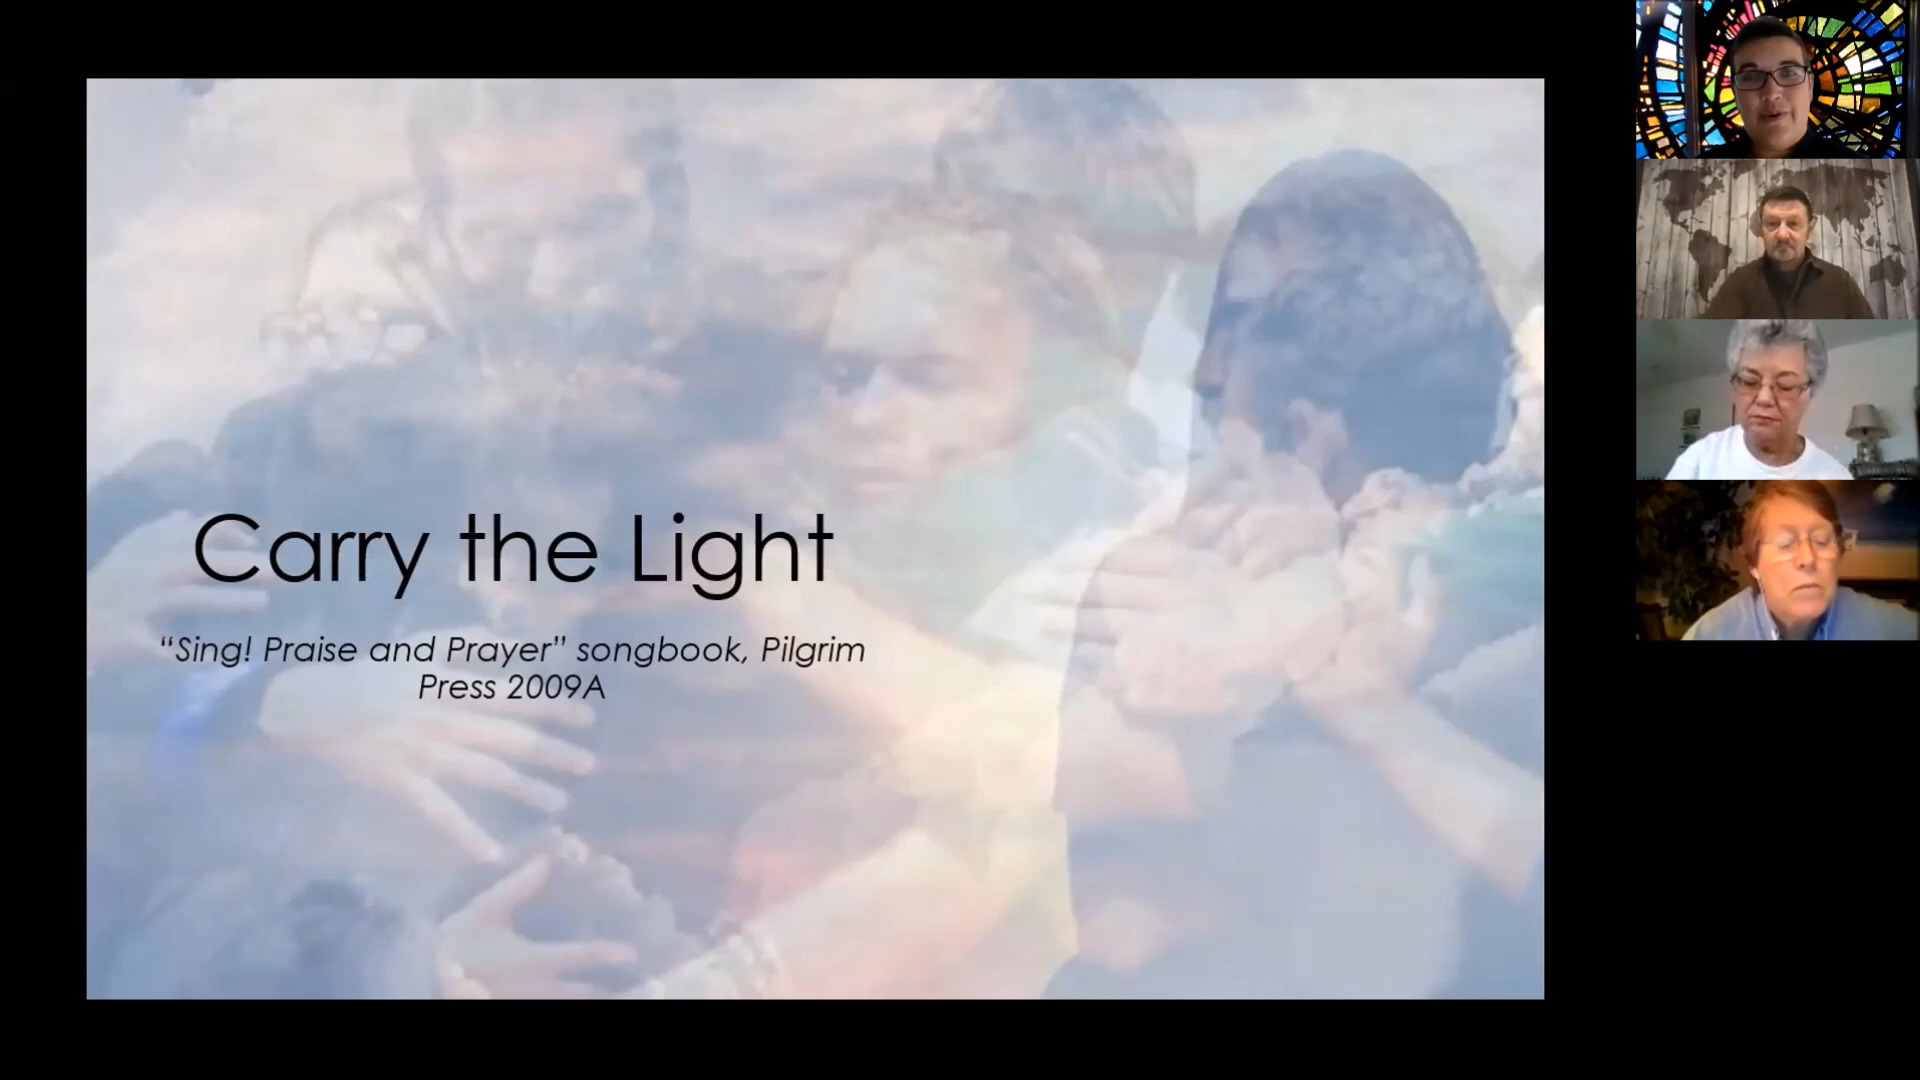 Carry the Light
“Sing! Praise and Prayer” songbook, Pilgrim
Press 2009A